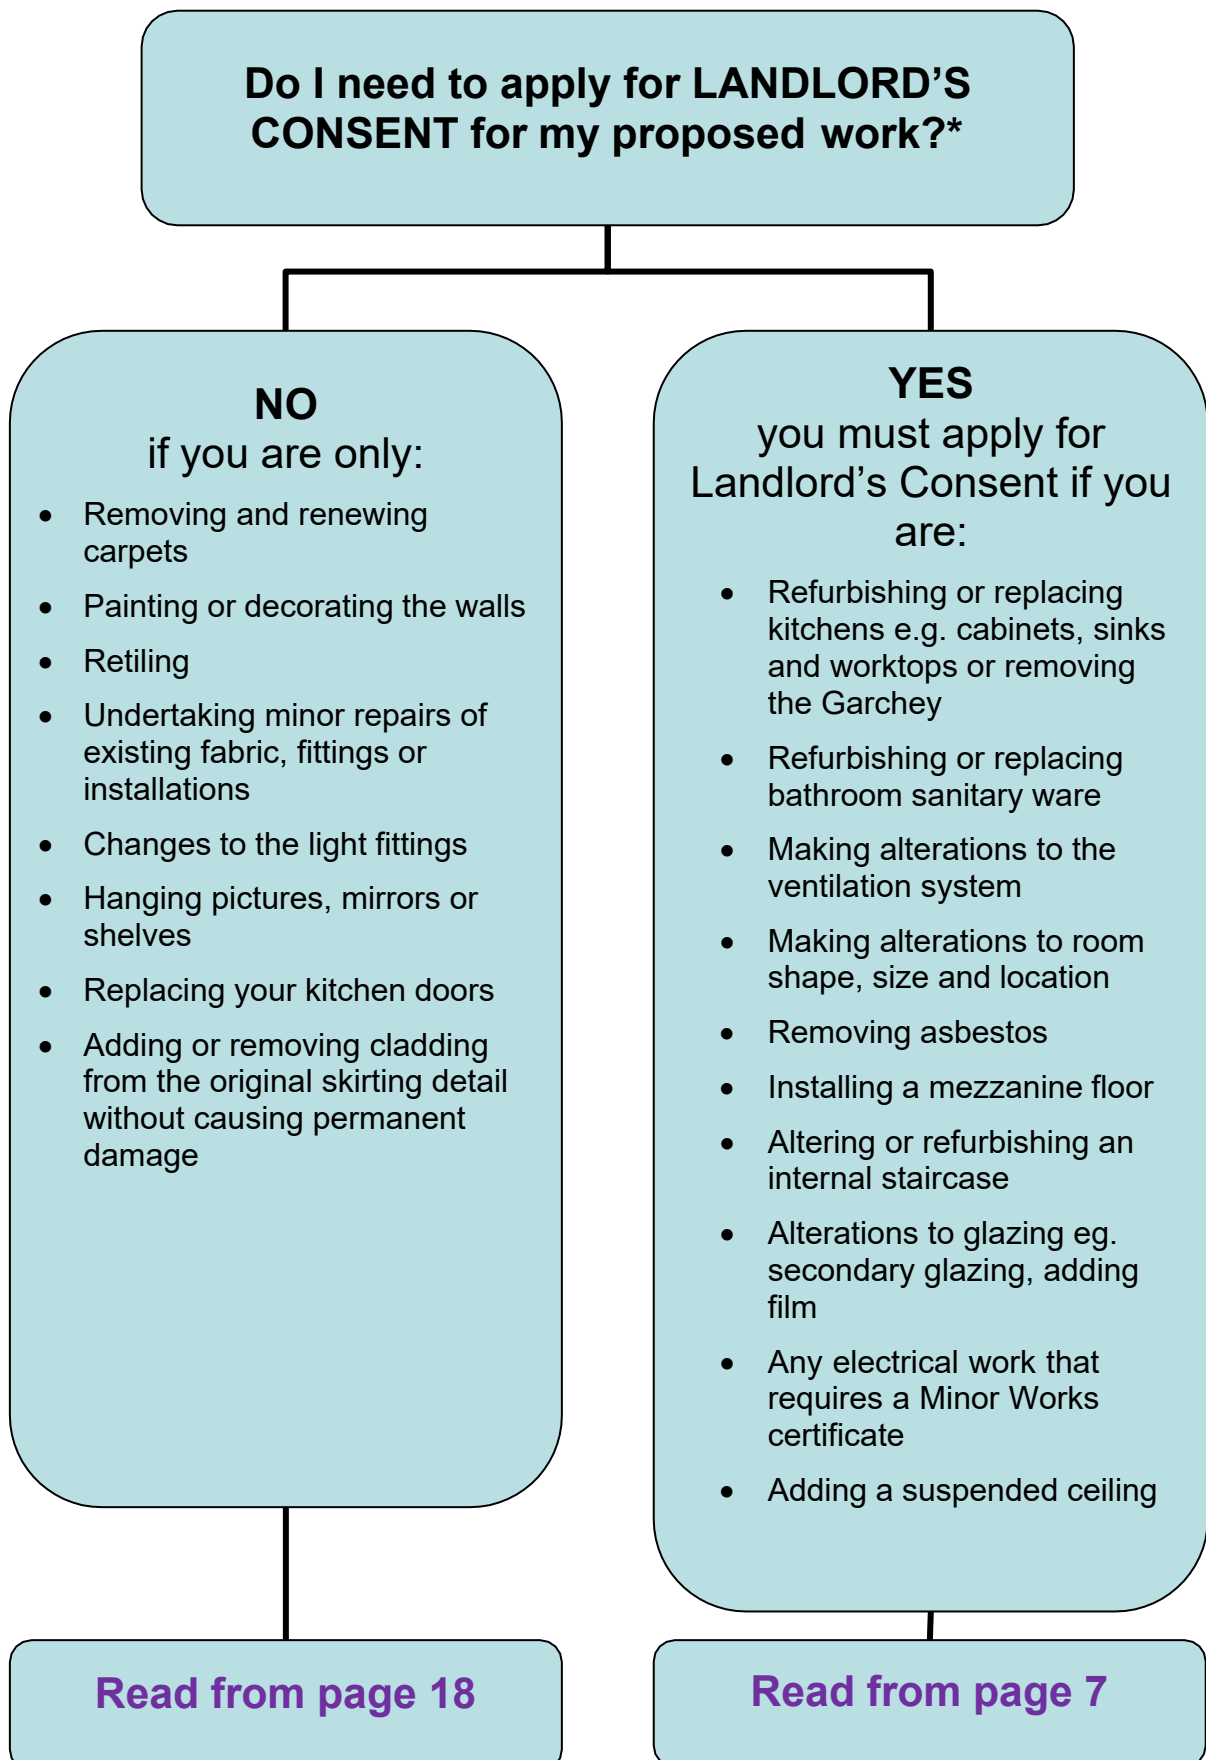 Do I need to apply for LANDLORD’S
CONSENT for my proposed work?*
NO
if you are only:
• Removing and renewing
carpets
• Painting or decorating the walls
• Retiling
• Undertaking minor repairs of
existing fabric, fittings or
installations
• Changes to the light fittings
• Hanging pictures, mirrors or
shelves
• Replacing your kitchen doors
• Adding or removing cladding
from the original skirting detail
without causing permanent
damage
Read from page 18
YES
you must apply for
Landlord’s Consent if you
are:
• Refurbishing or replacing
kitchens e.g. cabinets, sinks
and worktops or removing
the Garchey
• Refurbishing or replacing
bathroom sanitary ware
• Making alterations to the
ventilation system
• Making alterations to room
shape, size and location
• Removing asbestos
• Installing a mezzanine floor
• Altering or refurbishing an
internal staircase
• Alterations to glazing eg.
secondary glazing, adding
film
• Any electrical work that
requires a Minor Works
certificate
• Adding a suspended ceiling
Read from page 7